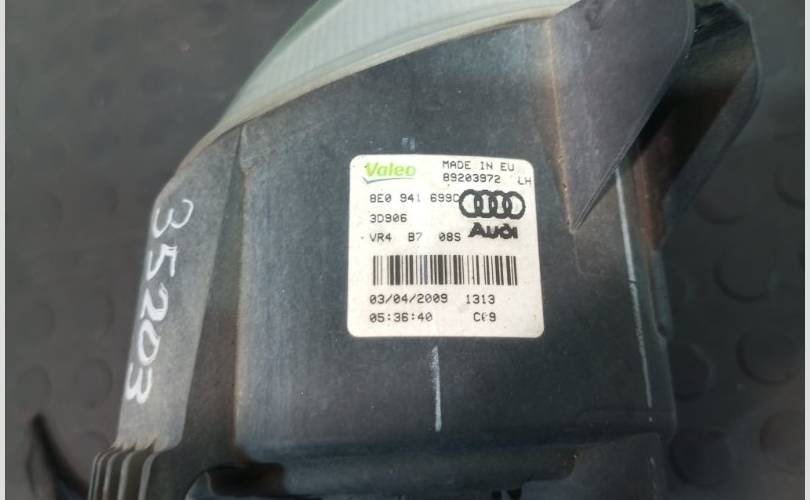 Valeo MADE IN EU
89203972 LH
8E0 941 699C
3D906 Audi
VR4 B7 08S
03/04/2009 1313
05:36:40
35203